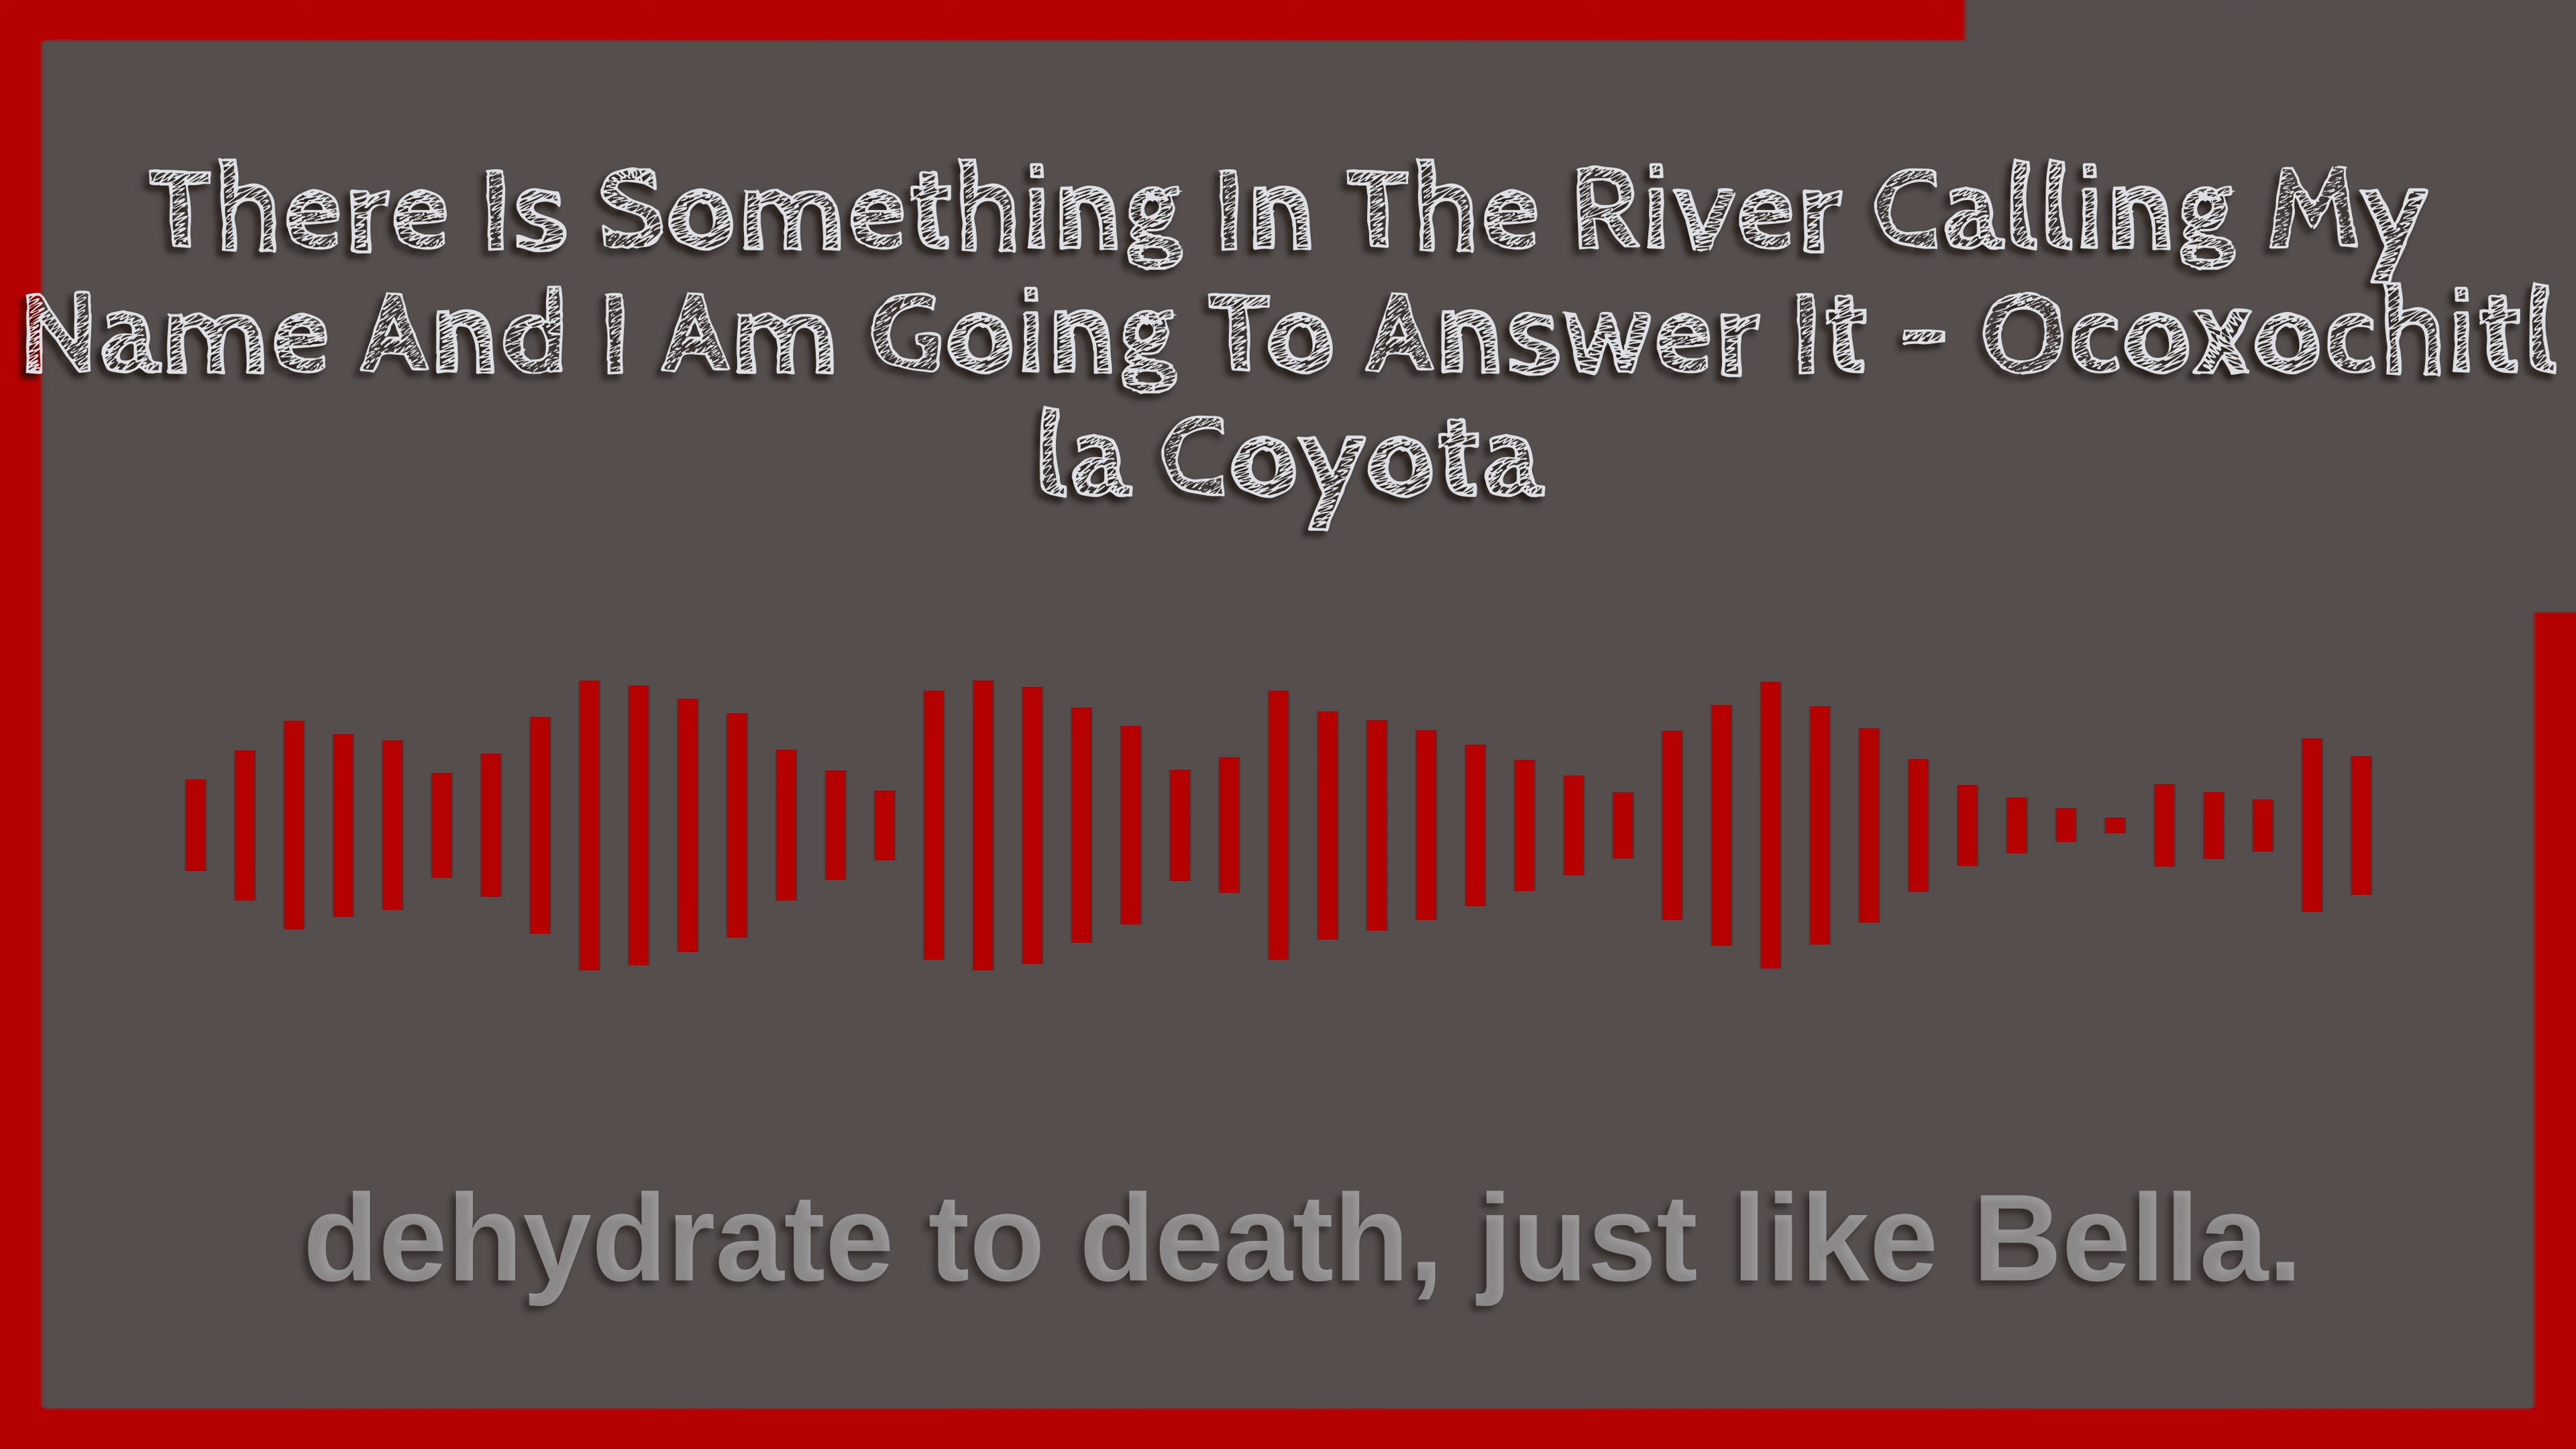 There Is Something In The River Calling My
Name And I Am Going To Answer It - Ocoxochitl
la Coyota
dehydrate to death, just like Bella.